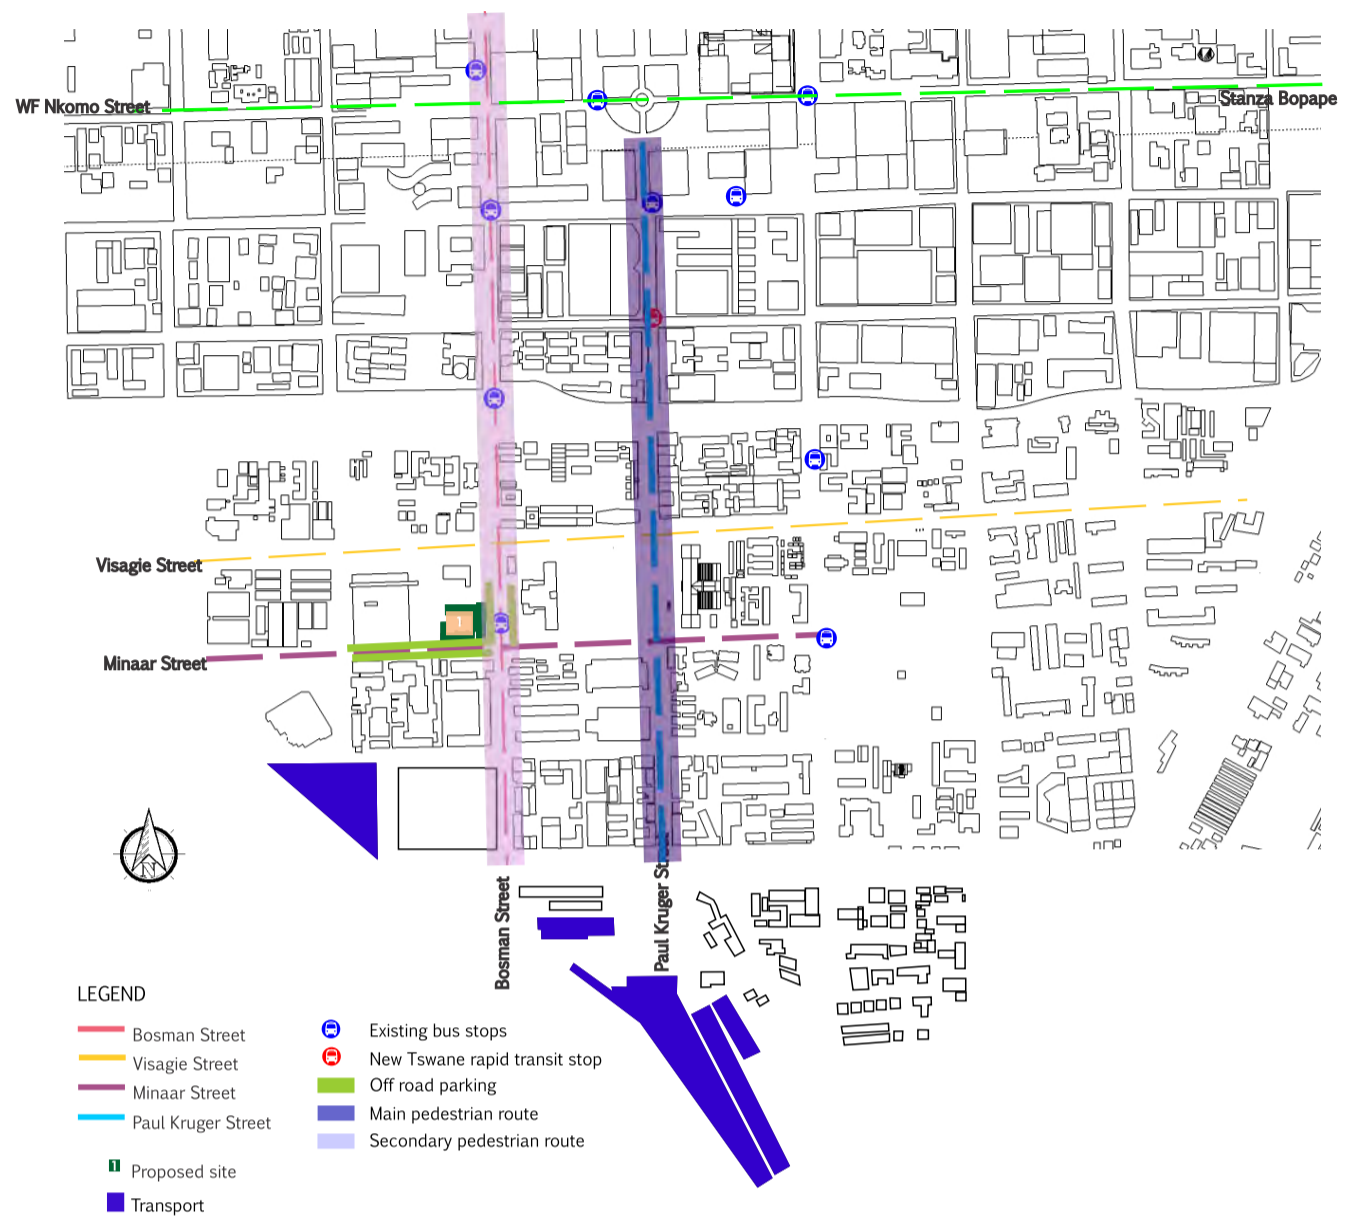 WF Nkomo Street
Stanza Bopape
Visagie Street
1
Minaar Street
N
Bosman Street
Paul Kruger St
LEGEND
Bosman Street
Visagie Street
Minaar Street
Paul Kruger Street
1 Proposed site
Transport
Existing bus stops
New Tswane rapid transit stop
Off road parking
Main pedestrian route
Secondary pedestrian route